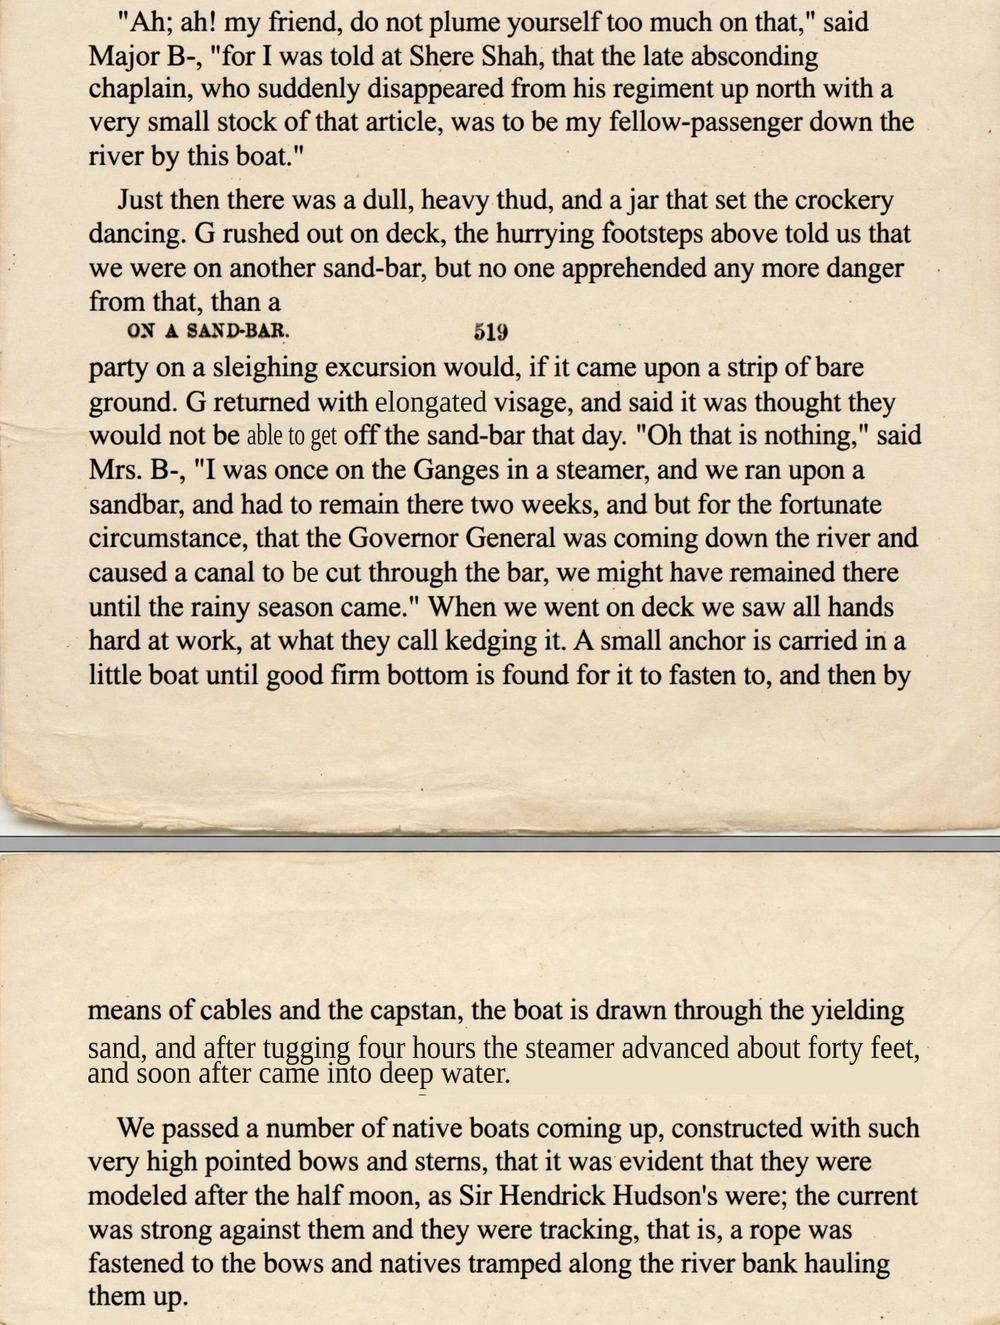 "Ah; ah! my friend, do not plume yourself too much on that," said
Major B-, "for I was told at Shere Shah, that the late absconding
chaplain, who suddenly disappeared from his regiment up north with a
very small stock of that article, was to be my fellow-passenger down the
river by this boat."
Just then there was a dull, heavy thud, and a jar that set the crockery
dancing. G rushed out on deck, the hurrying footsteps above told us that
we were on another sand-bar, but no one apprehended any more danger
from that, than a
ON A SAND-BAR. 519
party on a sleighing excursion would, if it came upon a strip of bare
ground. G returned with elongated visage, and said it was thought they
would not be able to get off the sand-bar that day. "Oh that is nothing," said
Mrs. B-, "I was once on the Ganges in a steamer, and we ran upon a
sandbar, and had to remain there two weeks, and but for the fortunate
circumstance, that the Governor General was coming down the river and
caused a canal to be cut through the bar, we might have remained there
until the rainy season came." When we went on deck we saw all hands
hard at work, at what they call kedging it. A small anchor is carried in a
little boat until good firm bottom is found for it to fasten to, and then by
means of cables and the capstan, the boat is drawn through the yielding
sand, and after tugging four hours the steamer advanced about forty feet,
and soon after came into deep water.
We passed a number of native boats coming up, constructed with such
very high pointed bows and sterns, that it was evident that they were
modeled after the half moon, as Sir Hendrick Hudson's were; the current
was strong against them and they were tracking, that is, a rope was
fastened to the bows and natives tramped along the river bank hauling
them up.